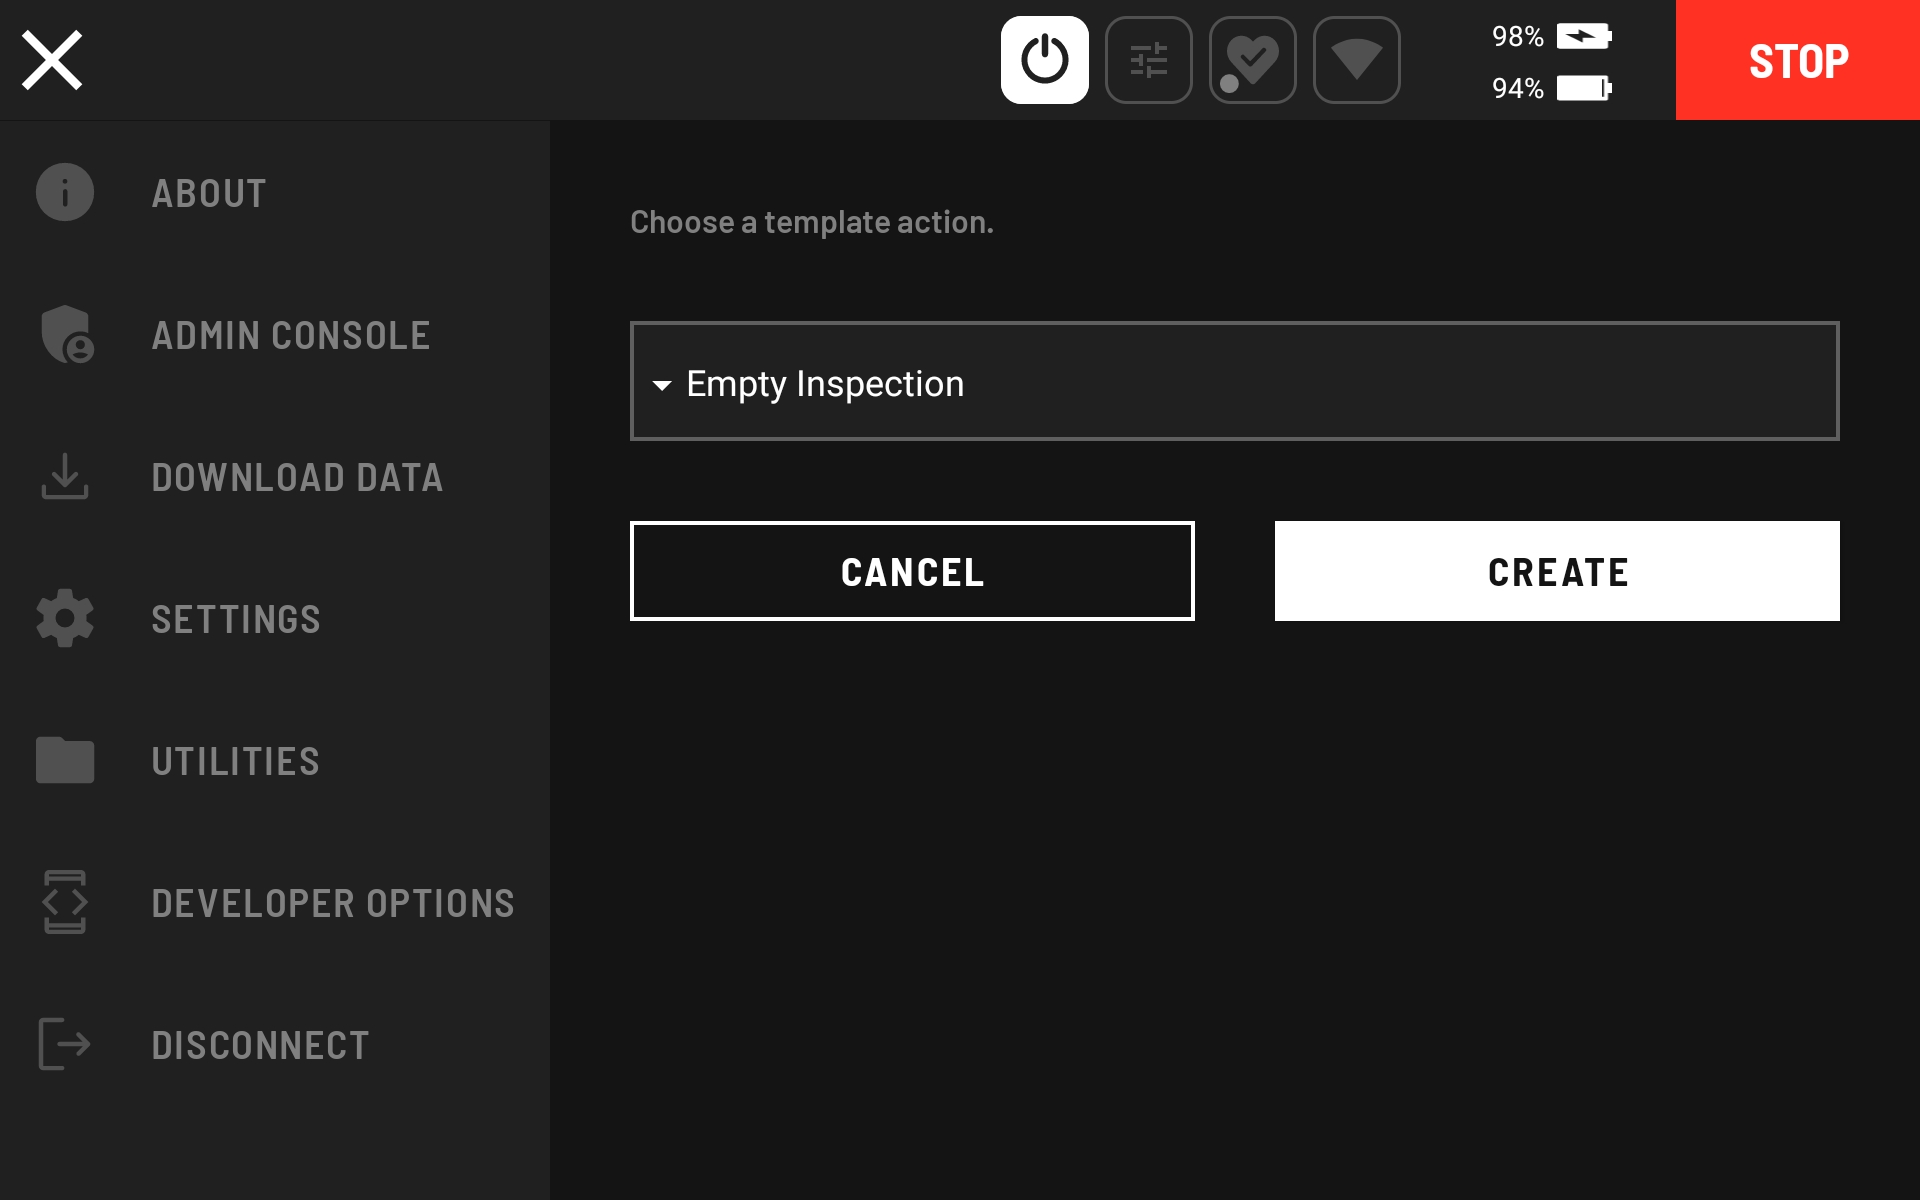 98%
94%
STOP
ABOUT
ADMIN CONSOLE
DOWNLOAD DATA
SETTINGS
UTILITIES
DEVELOPER OPTIONS
DISCONNECT
Choose a template action.
Empty Inspection
CANCEL
CREATE